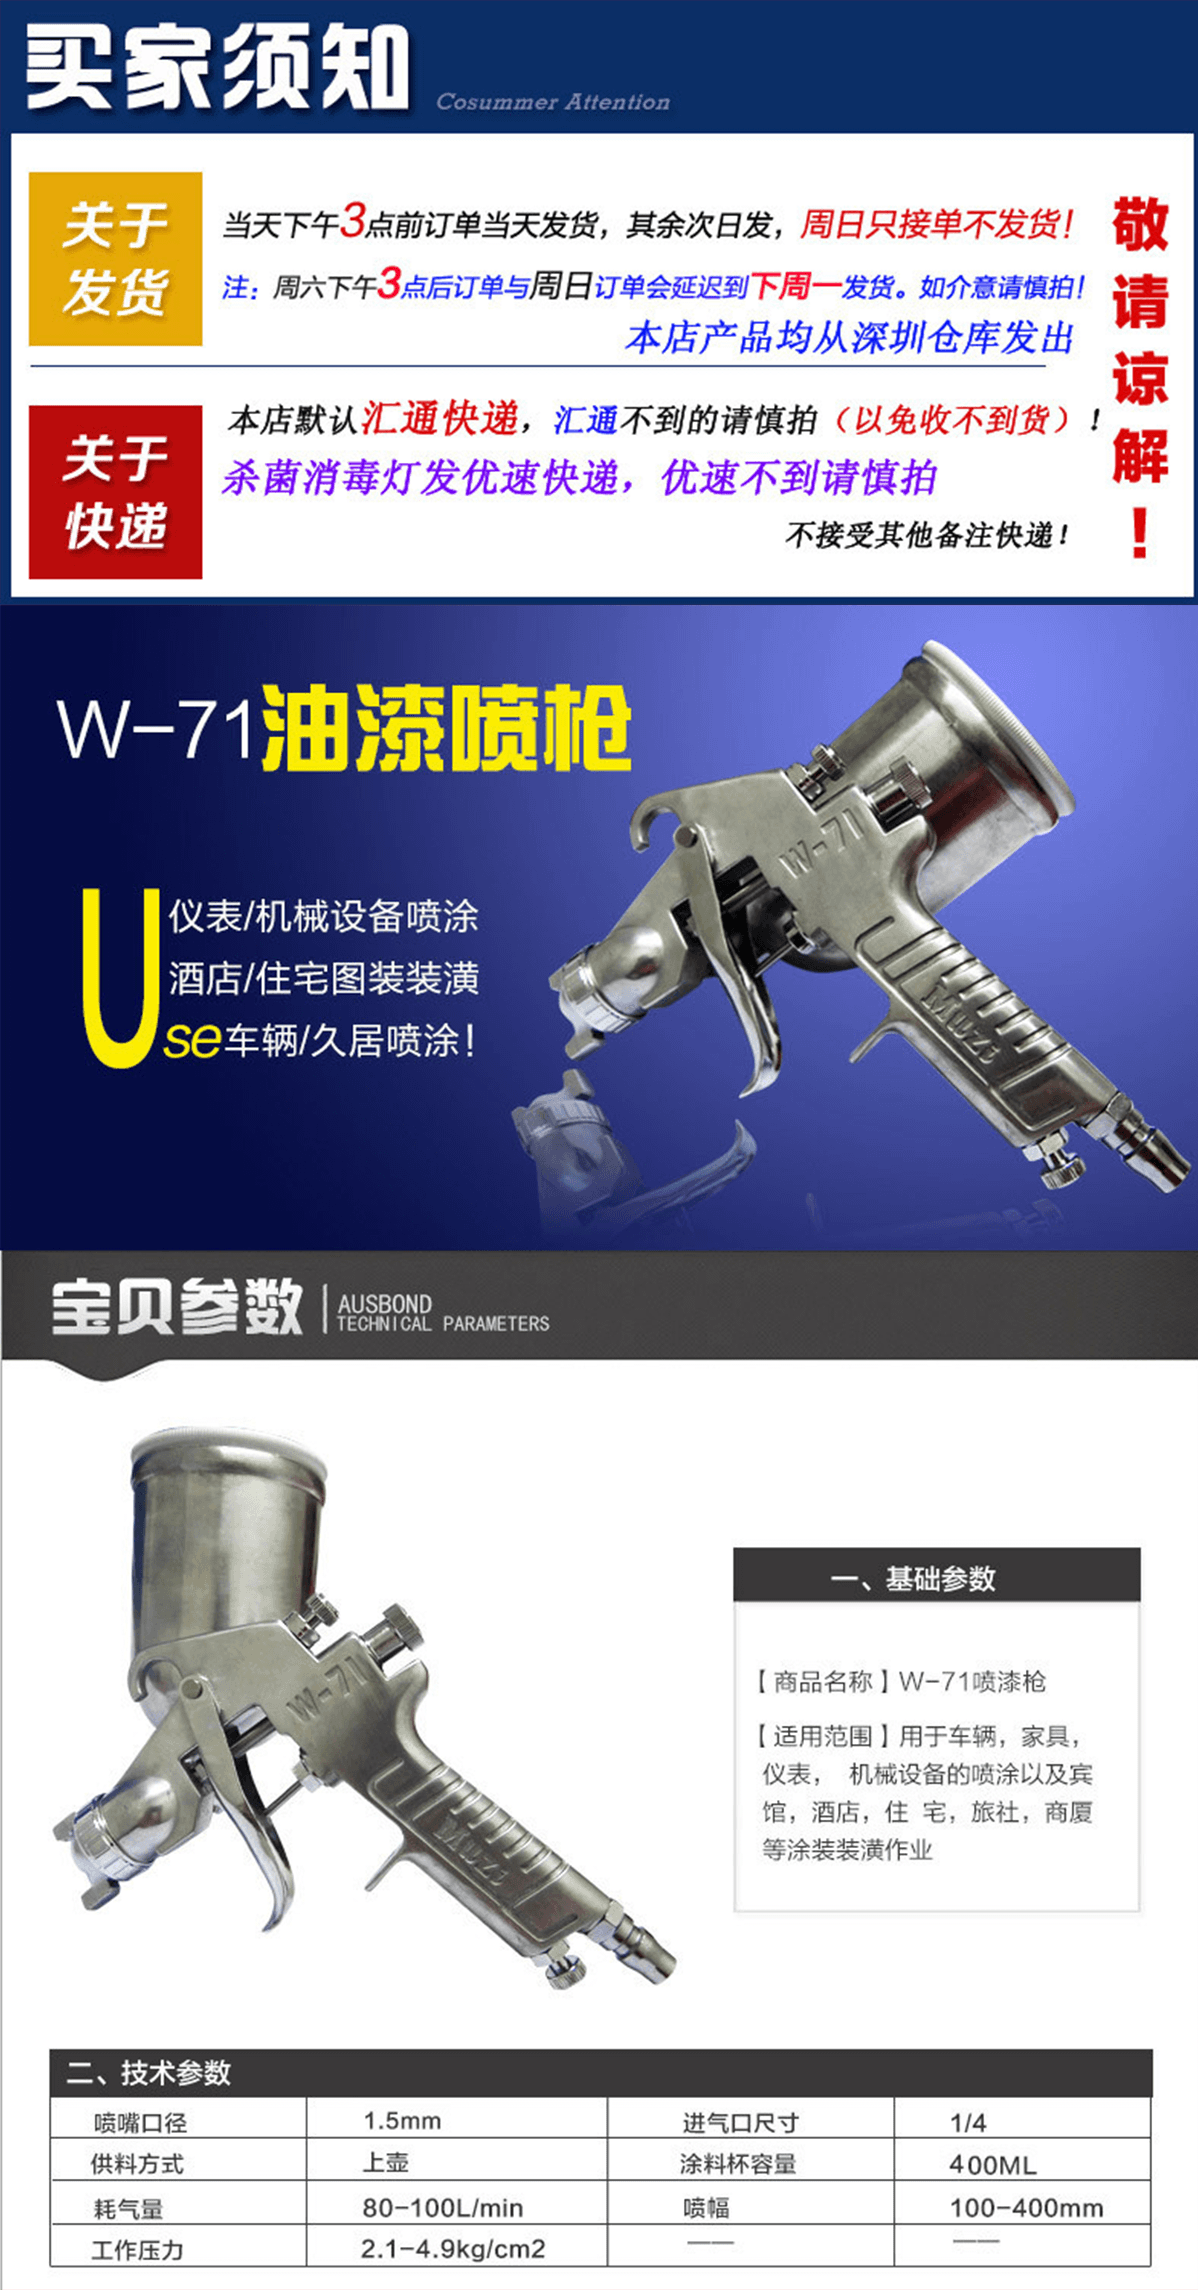 买家须知 Cosummer Attention
关于
发货
当天下午3点前订单当天发货，其余次日发，周日只接单不发货！
注：周六下午3点后订单与周日订单会延迟到下周一发货。如介意请慎拍！
本店产品均从深圳仓库发出
关于
快递
本店默认汇通快递，汇通不到的请慎拍（以免收不到货）！
杀菌消毒灯发优速快递，优速不到请慎拍
不接受其他备注快递！
敬请谅解！
W-71油漆喷枪
仪表/机械设备喷涂
酒店/住宅图装装潢
Use车辆/久居喷涂！
W-71
Muzi
宝贝参数
AUSBOND
TECHNICAL PARAMETERS
W-71
Muzi
一、基础参数
【商品名称】W-71喷漆枪
【适用范围】用于车辆，家具，
仪表， 机械设备的喷涂以及宾
馆，酒店，住 宅，旅社，商厦
等涂装装潢作业
二、技术参数
喷嘴口径 1.5mm 进气口尺寸 1/4
供料方式 上壶 涂料杯容量 400ML
耗气量 80-100L/min 喷幅 100-400mm
工作压力 2.1-4.9kg/cm2 —— ——